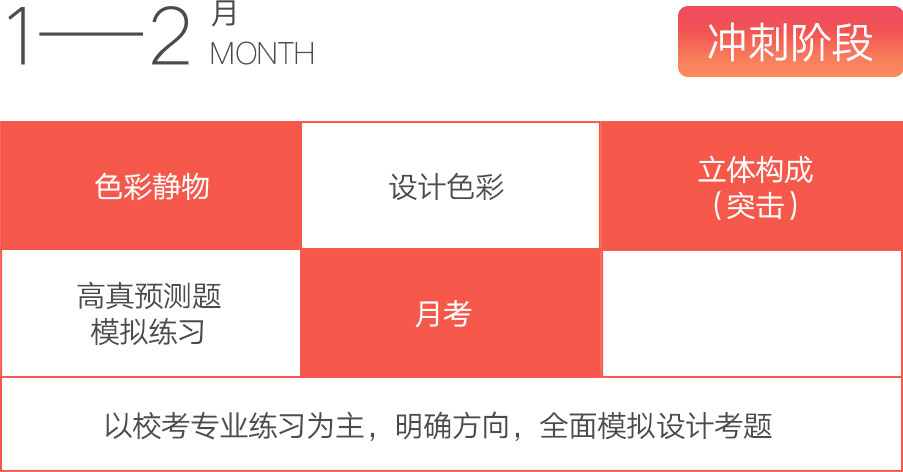 1—2 月
MONTH
冲刺阶段
色彩静物
设计色彩
立体构成
（突击）
高真预测题
模拟练习
月考
以校考专业练习为主，明确方向，全面模拟设计考题